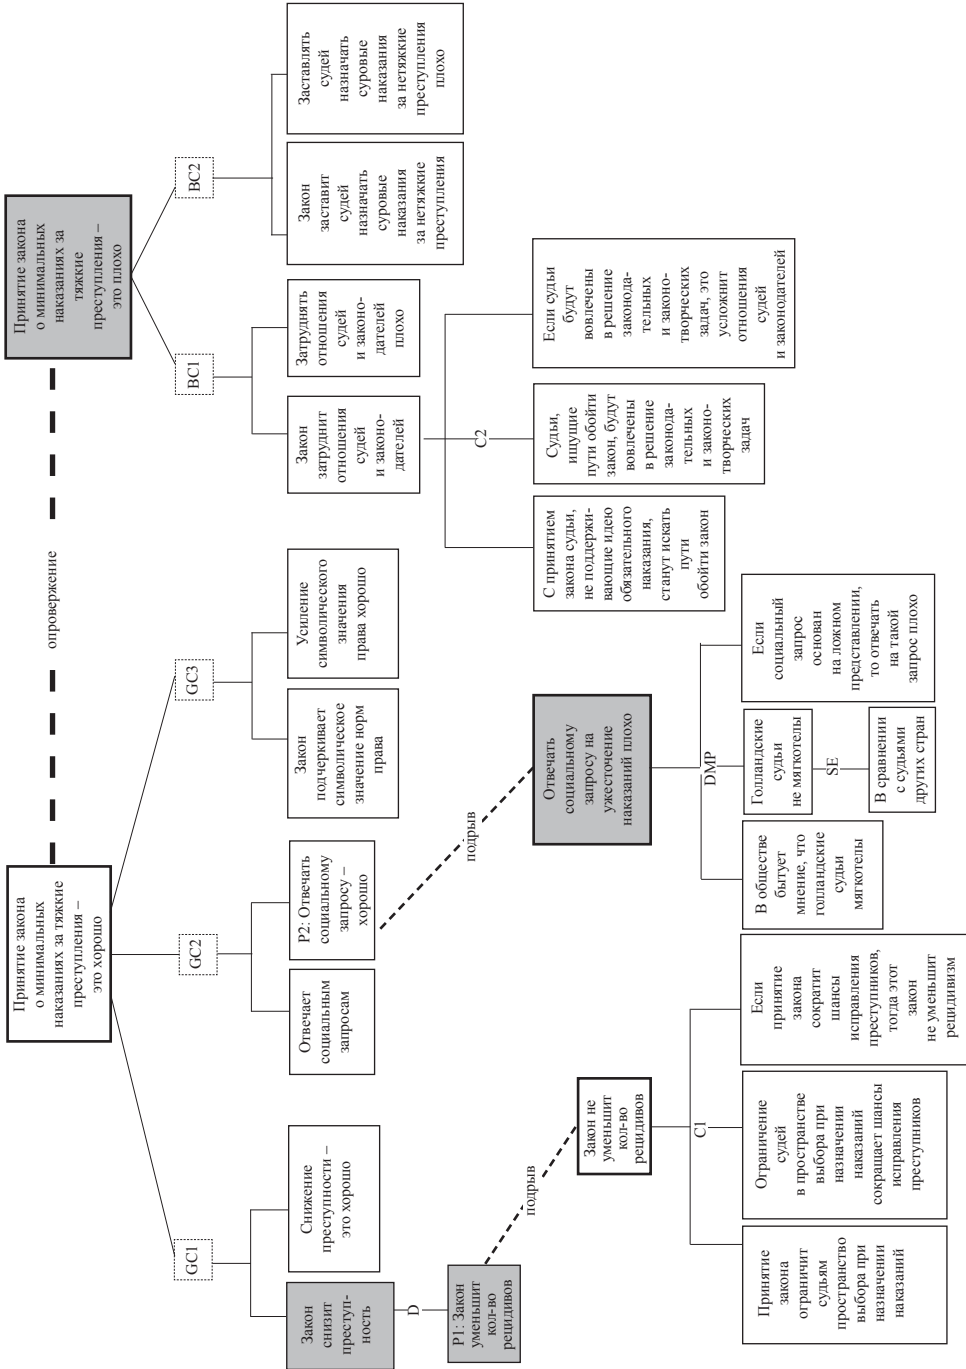 Принятие закона
о минимальных
наказаниях за тяжкие
преступления –
это хорошо
опровержение
Принятие закона
о минимальных
наказаниях за
тяжкие
преступления –
это плохо
GC1
GC2
GC3
BC1
BC2
Закон
снизит
преступ-
ность
Снижение
преступности –
это хорошо
Отвечает
социальным
запросам
P2: Отвечать
социальному
запросу –
хорошо
Закон
подчеркивает
символическое
значение норм
права
Усиление
символического
значения
права хорошо
Закон
затруднит
отношения
судей
и законо-
дателей
Затруднять
отношения
судей
и законо-
дателей
плохо
Закон
заставит
судей
назначать
суровые
наказания
за нетяжкие
преступления
Заставлять
судей
назначать
суровые
наказания
за нетяжкие
преступления
плохо
D
P1: Закон
уменьшит
кол-во
рецидивов
подрыв
Закон не
уменьшит
кол-во
рецидивов
подрыв
Отвечать
социальному
запросу на
ужесточение
наказаний плохо
C2
С принятием
закона судьи,
не поддержи-
вающие идею
обязательного
наказания,
станут искать
пути
обойти закон
Судьи,
ищущие
пути обойти
закон, будут
вовлечены
в решение
законода-
тельных
и законо-
творческих
задач
Если судьи
будут
вовлечены
в решение
законода-
тельных
и законо-
творческих
задач, это
усложнит
отношения
судей
и законодателей
C1
Принятие
закона
ограничит
судьям
пространство
выбора при
назначении
наказаний
Ограничение
судей
в пространстве
выбора при
назначении
наказаний
сокращает шансы
исправления
преступников
Если
принятие
закона
сократит
шансы
исправления
преступников,
тогда этот
закон
не уменьшит
рецидивизм
DMP
В обществе
бытует
мнение, что
голландские
судьи
мягкотелы
Голландские
судьи
не мягкотелы
SE
В сравнении
с судьями
других стран
Если
социальный
запрос
основан
на ложном
представлении,
то отвечать
на такой
запрос плохо